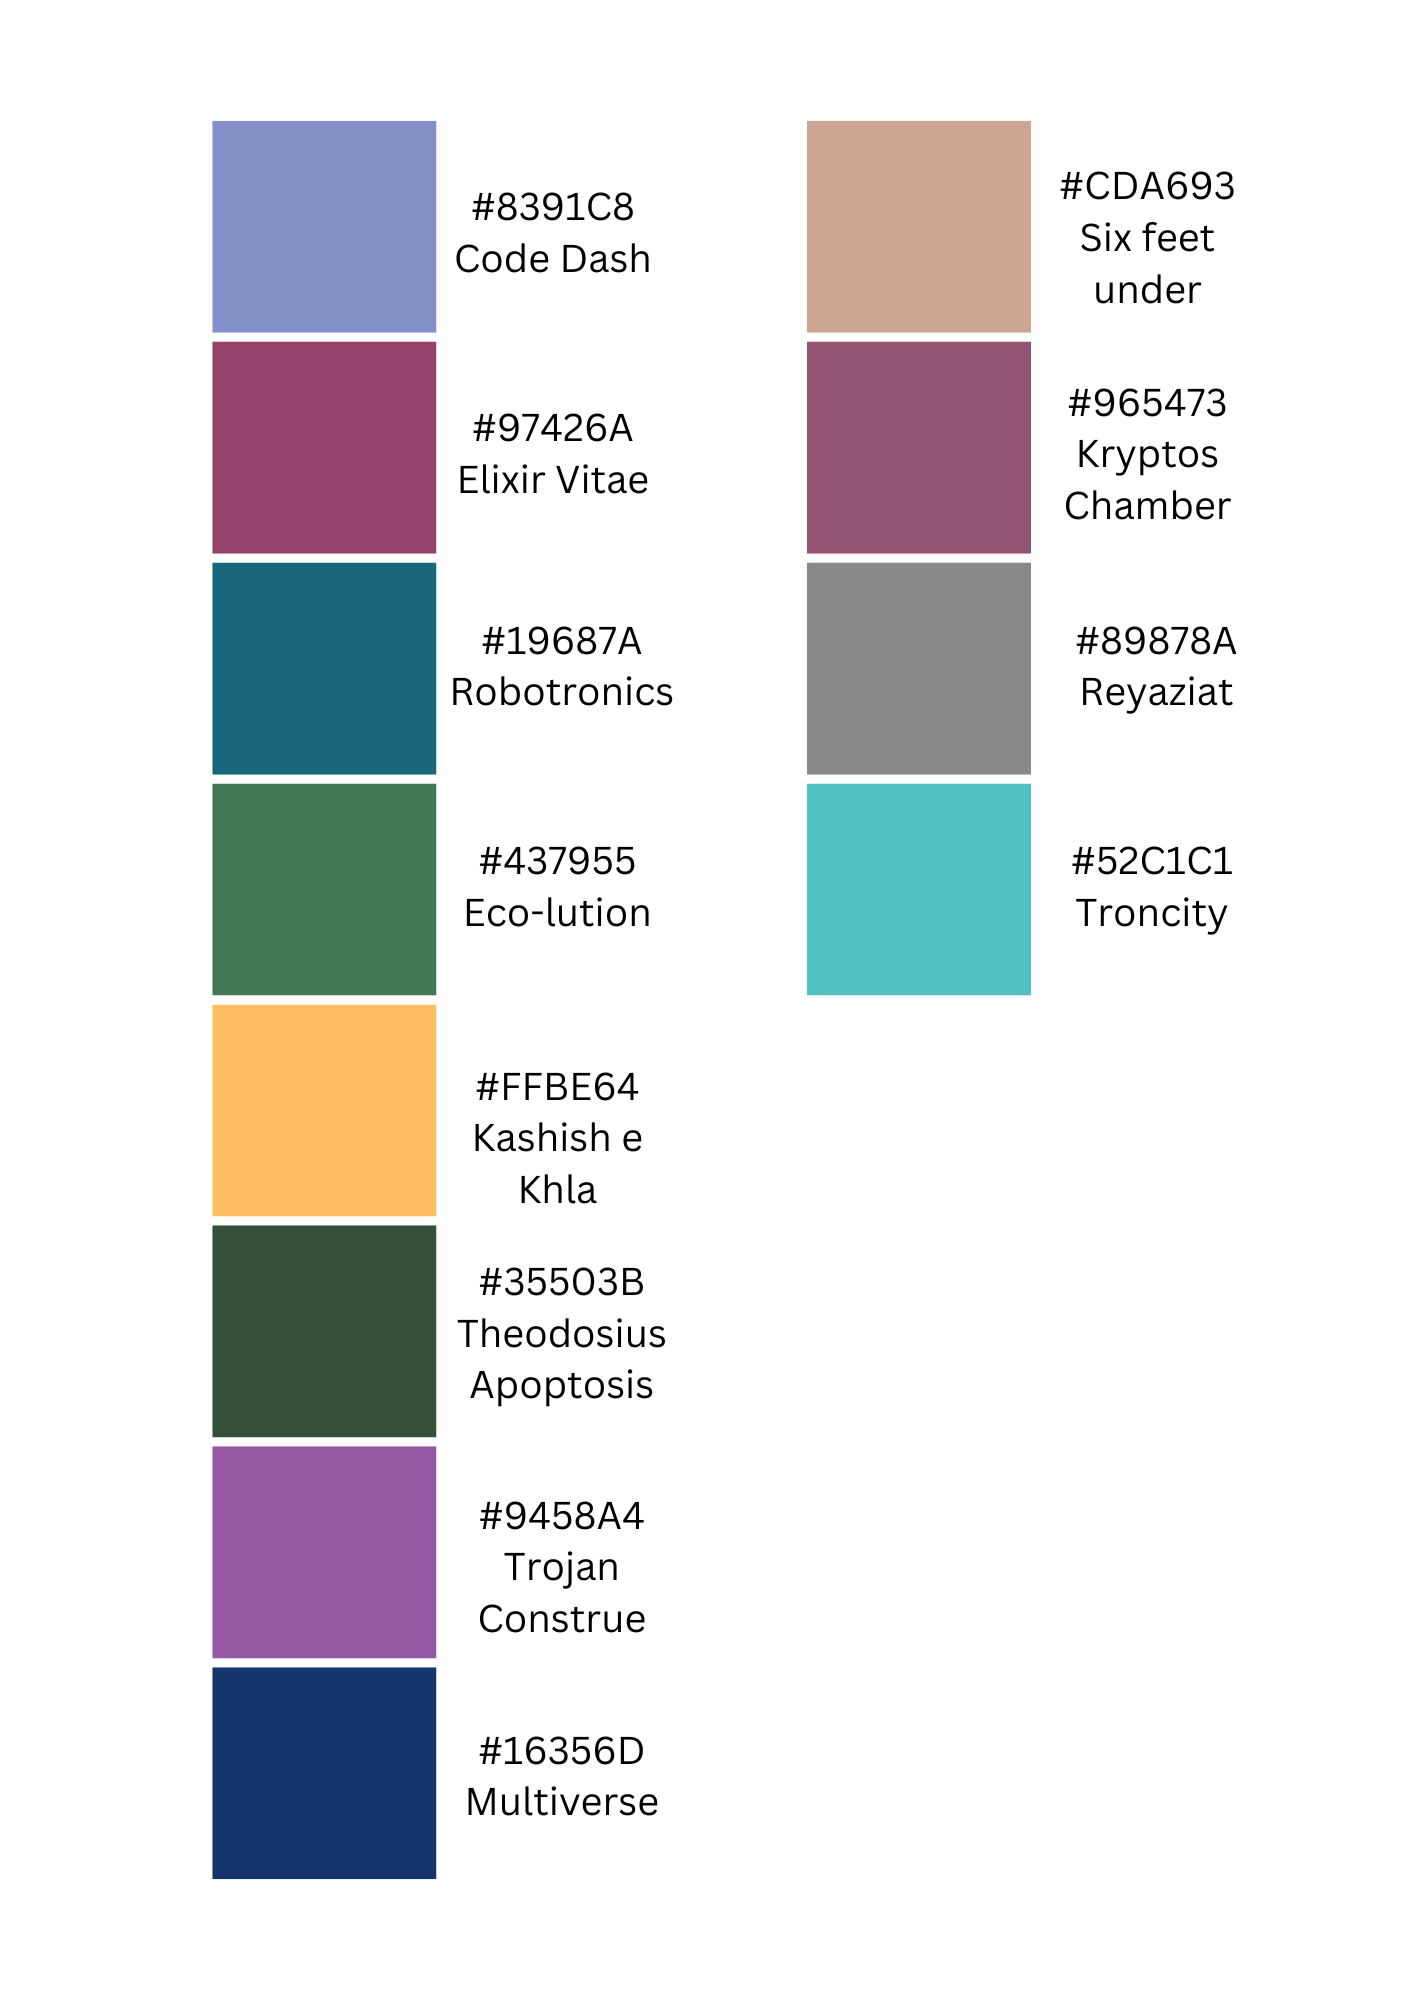 #8391C8
Code Dash
#97426A
Elixir Vitae
#19687A
Robotronics
#437955
Eco-lution
#FFBE64
Kashish e
Khla
#35503B
Theodosius
Apoptosis
#9458A4
Trojan
Construe
#16356D
Multiverse
#CDA693
Six feet
under
#965473
Kryptos
Chamber
#89878A
Reyaziat
#52C1C1
Troncity